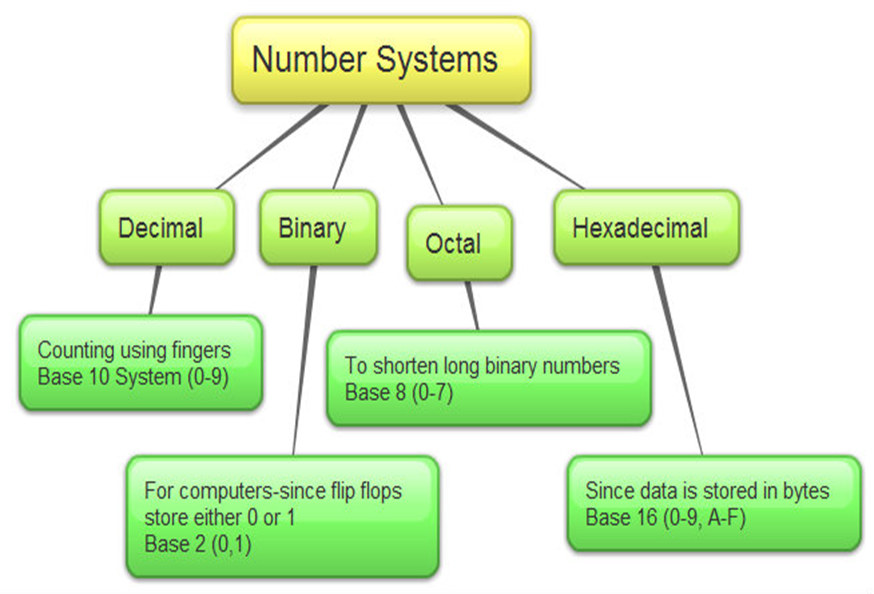 Number Systems
Decimal
Binary
Octal
Hexadecimal
Counting using fingers
Base 10 System (0-9)
To shorten long binary numbers
Base 8 (0-7)
For computers-since flip flops
store either 0 or 1
Base 2 (0,1)
Since data is stored in bytes
Base 16 (0-9, A-F)